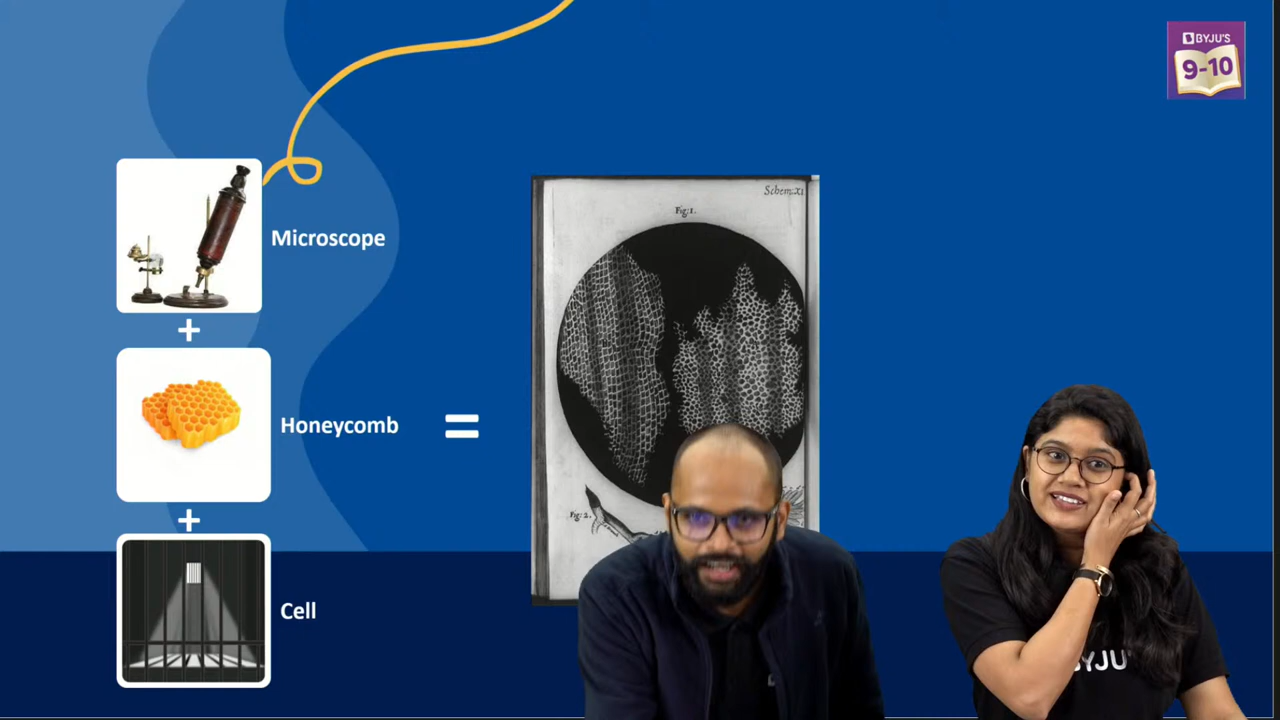 BYJU'S
9-10
Microscope
+
Honeycomb
=
+
Cell
Schem:XI
Fig:1.
Fig:2.
BYJU'